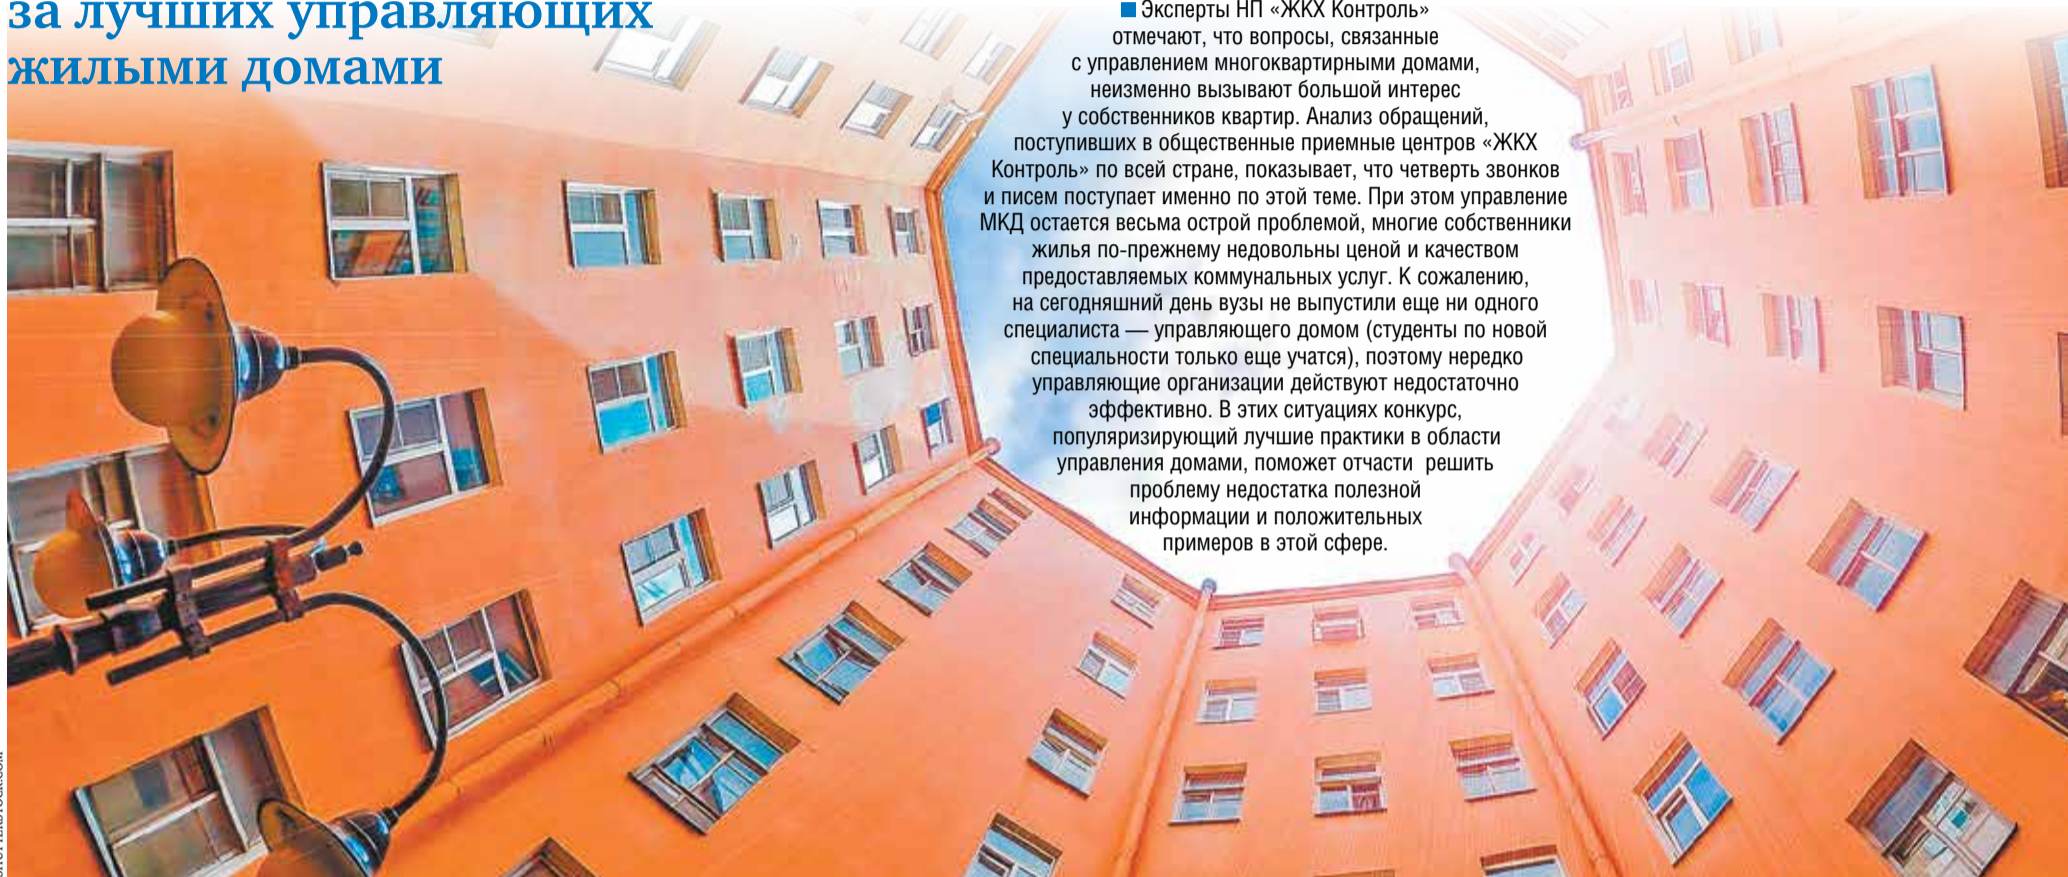 за лучших управляющих
жилыми домами
Эксперты НП «ЖКХ Контроль»
отмечают, что вопросы, связанные
с управлением многоквартирными домами,
неизменно вызывают большой интерес
у собственников квартир. Анализ обращений,
поступивших в общественные приемные центров «ЖКХ
Контроль» по всей стране, показывает, что четверть звонков
и писем поступает именно по этой теме. При этом управление
МКД остается весьма острой проблемой, многие собственники
жилья по-прежнему недовольны ценой и качеством
предоставляемых коммунальных услуг. К сожалению,
на сегодняшний день вузы не выпустили еще ни одного
специалиста — управляющего домом (студенты по новой
специальности только еще учатся), поэтому нередко
управляющие организации действуют недостаточно
эффективно. В этих ситуациях конкурс,
популяризирующий лучшие практики в области
управления домами, поможет отчасти решить
проблему недостатка полезной
информации и положительных
примеров в этой сфере.